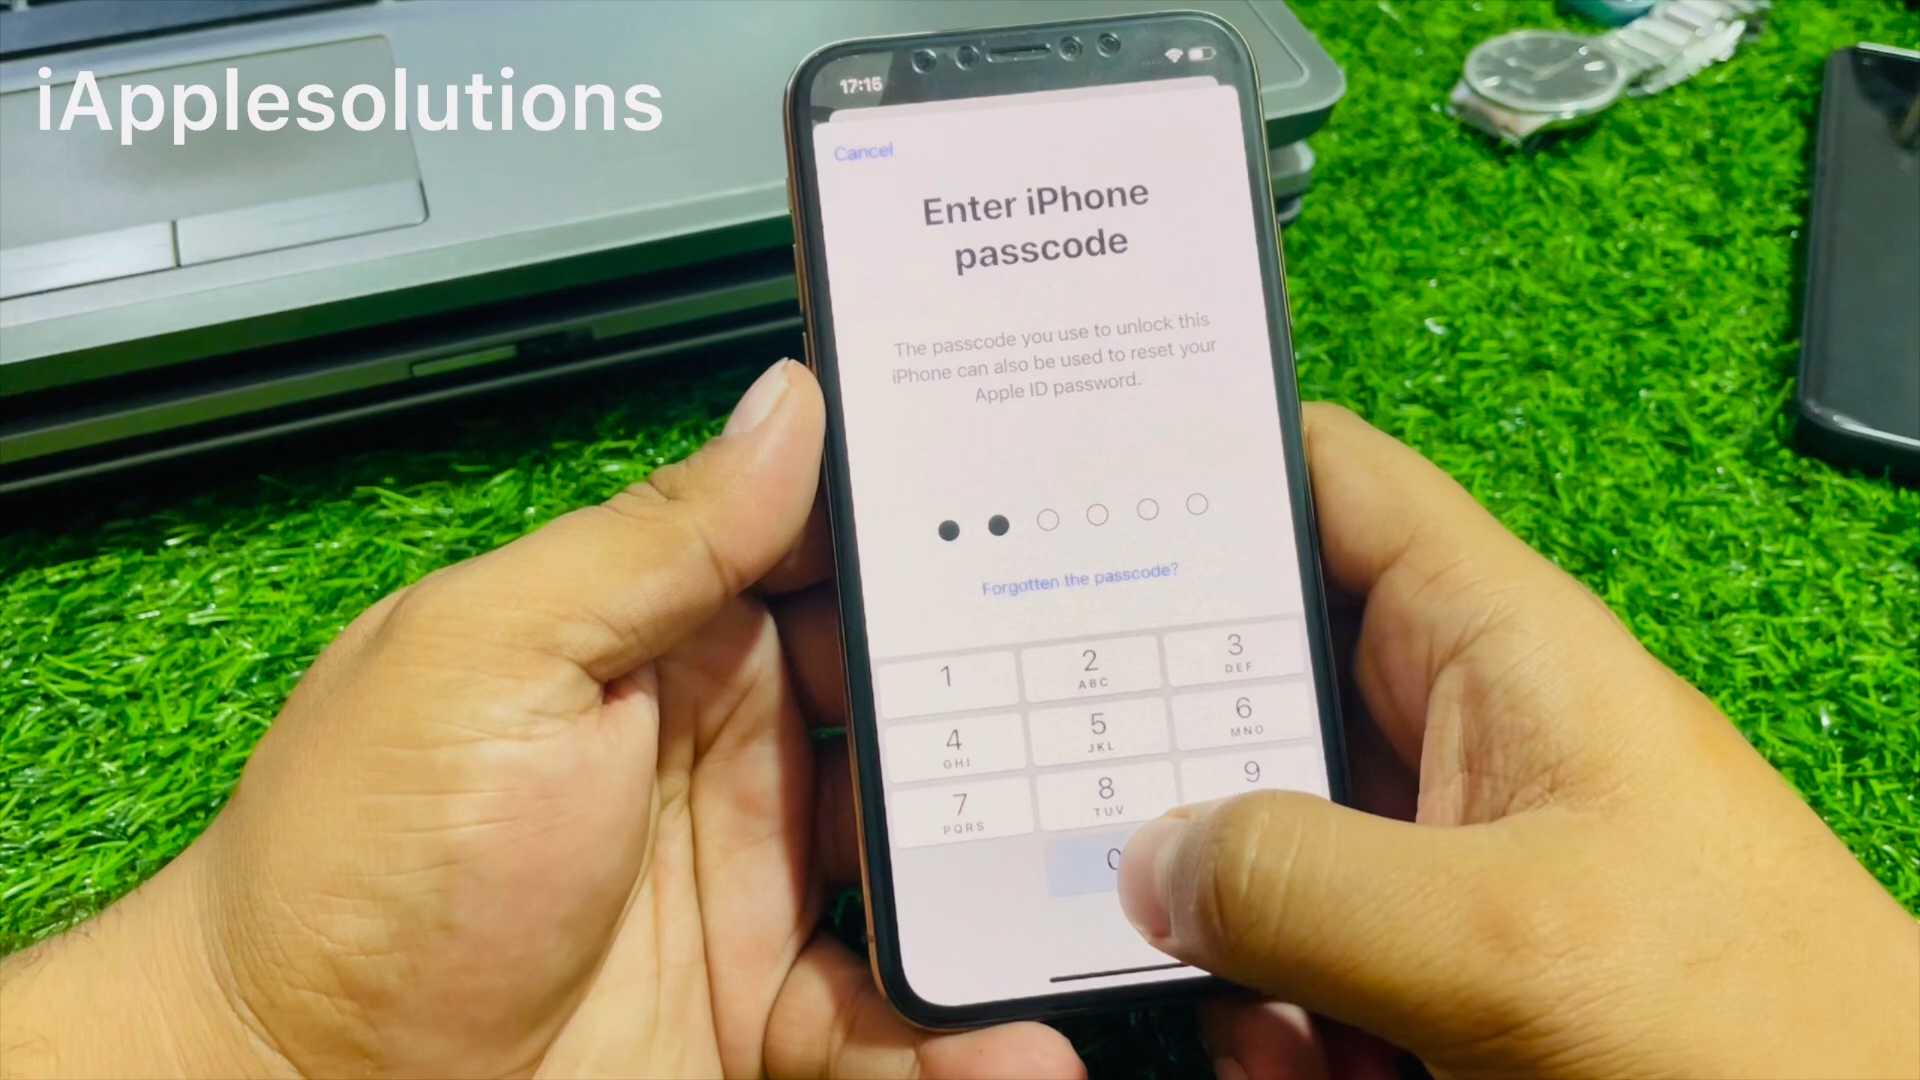 iApplesolutions
17:15
Cancel
Enter iPhone
passcode
The passcode you use to unlock this
iPhone can also be used to reset your
Apple ID password.
Forgotten the passcode?
1
2
ABC
3
DEF
4
GHI
5
JKL
6
MNO
7
PQRS
8
TUV
9
0